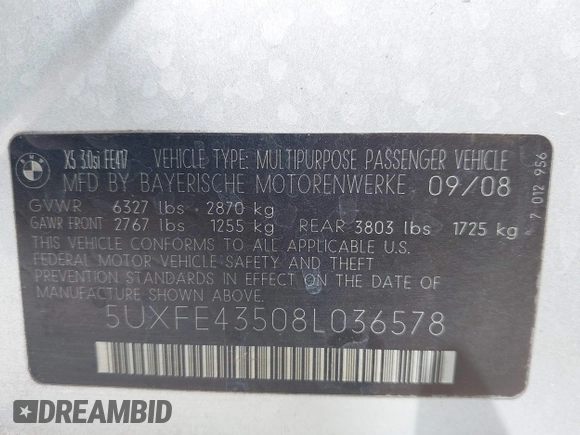 BMW
X5 3.0si FE417
VEHICLE TYPE: MULTIPURPOSE PASSENGER VEHICLE
MFD BY BAYERISCHE MOTORENWERKE 09/08
GVWR 6327 lbs 2870 kg
GAWR FRONT 2767 lbs 1255 kg REAR 3803 lbs 1725 kg
THIS VEHICLE CONFORMS TO ALL APPLICABLE U.S.
FEDERAL MOTOR VEHICLE SAFETY AND THEFT
PREVENTION STANDARDS IN EFFECT ON THE DATE OF
MANUFACTURE SHOWN ABOVE.
5UXFE43508L036578
7 012 956
DREAMBID